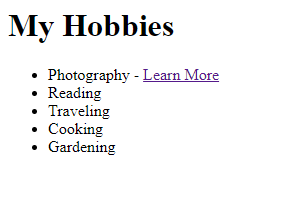 My Hobbies
Photography - Learn More
Reading
Traveling
Cooking
Gardening